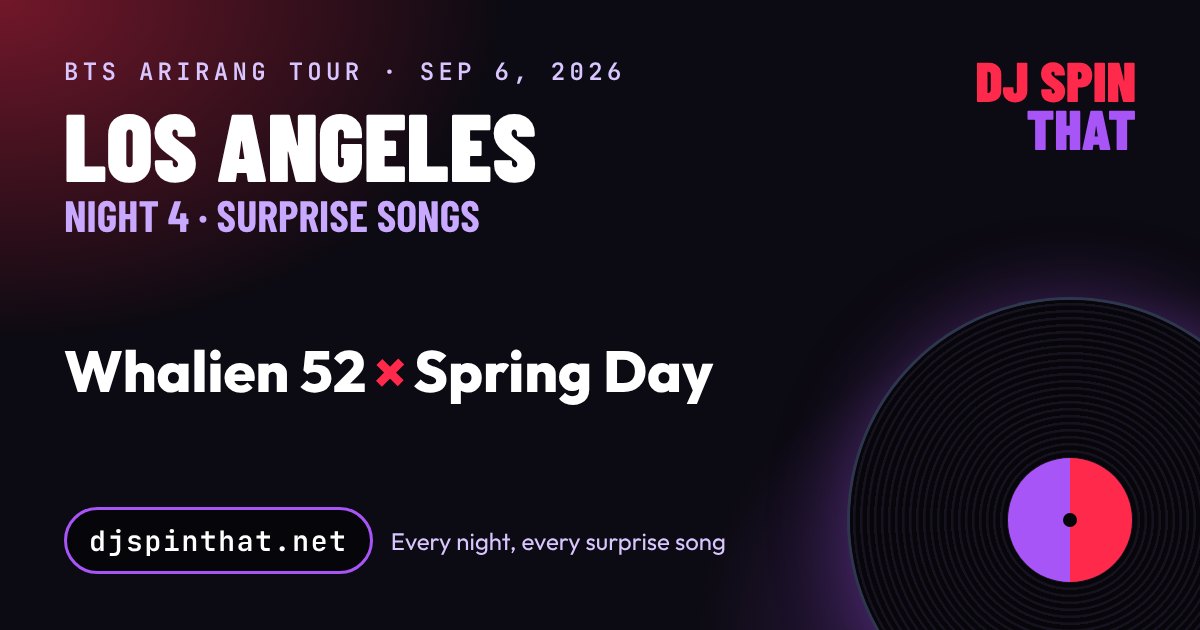 BTS ARIRANG TOUR · SEP 6, 2026
LOS ANGELES
NIGHT 4 · SURPRISE SONGS
DJ SPIN
THAT
Whalien 52 × Spring Day
djspinthat.net
Every night, every surprise song